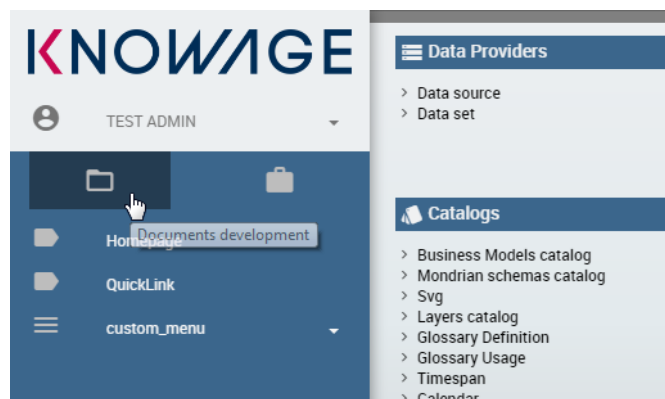 KNOWAGE
TEST ADMIN
Documents development
Homepage
QuickLink
custom_menu
Data Providers
> Data source
> Data set
Catalogs
> Business Models catalog
> Mondrian schemas catalog
> Svg
> Layers catalog
> Glossary Definition
> Glossary Usage
> Timespan
> Calendar